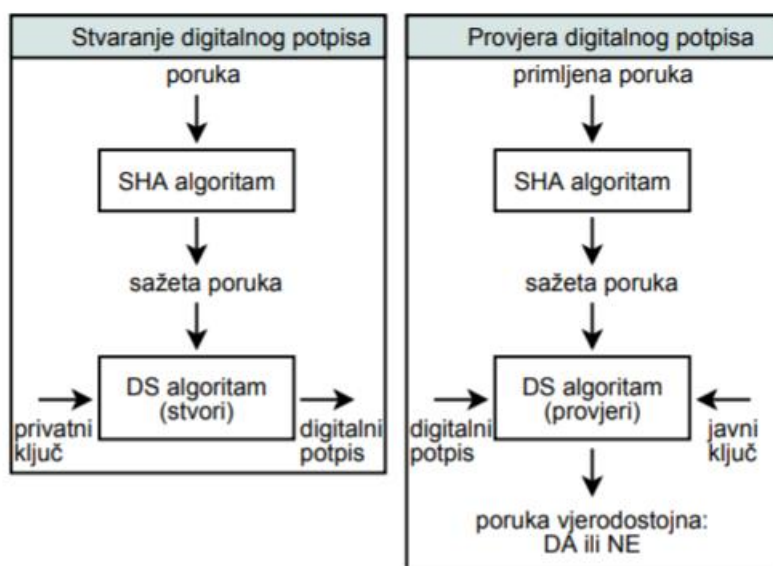 Stvaranje digitalnog potpisa
poruka
SHA algoritam
sažeta poruka
DS algoritam
(stvori)
privatni
ključ
digitalni
potpis
Provjera digitalnog potpisa
primljena poruka
SHA algoritam
sažeta poruka
DS algoritam
(provjeri)
digitalni
potpis
javni
ključ
poruka vjerodostojna:
DA ili NE